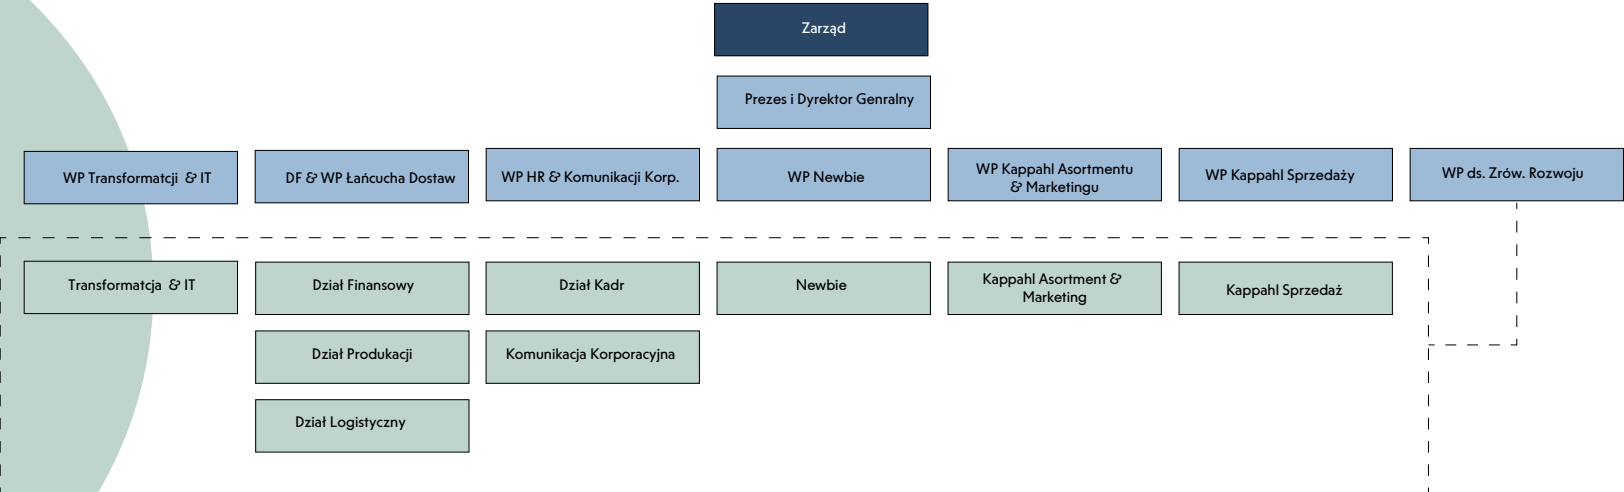 Zarząd
Prezes i Dyrektor Genralny
WP Transformatcji & IT
DF & WP Łańcucha Dostaw
WP HR & Komunikacji Korp.
WP Newbie
WP Kappahl Asortmentu
& Marketingu
WP Kappahl Sprzedaży
WP ds. Zrów. Rozwoju
Transformatcja & IT
Dział Finansowy
Dział Kadr
Newbie
Kappahl Asortment &
Marketing
Kappahl Sprzedaż
Dział Produkacji
Komunikacja Korporacyjna
Dział Logistyczny